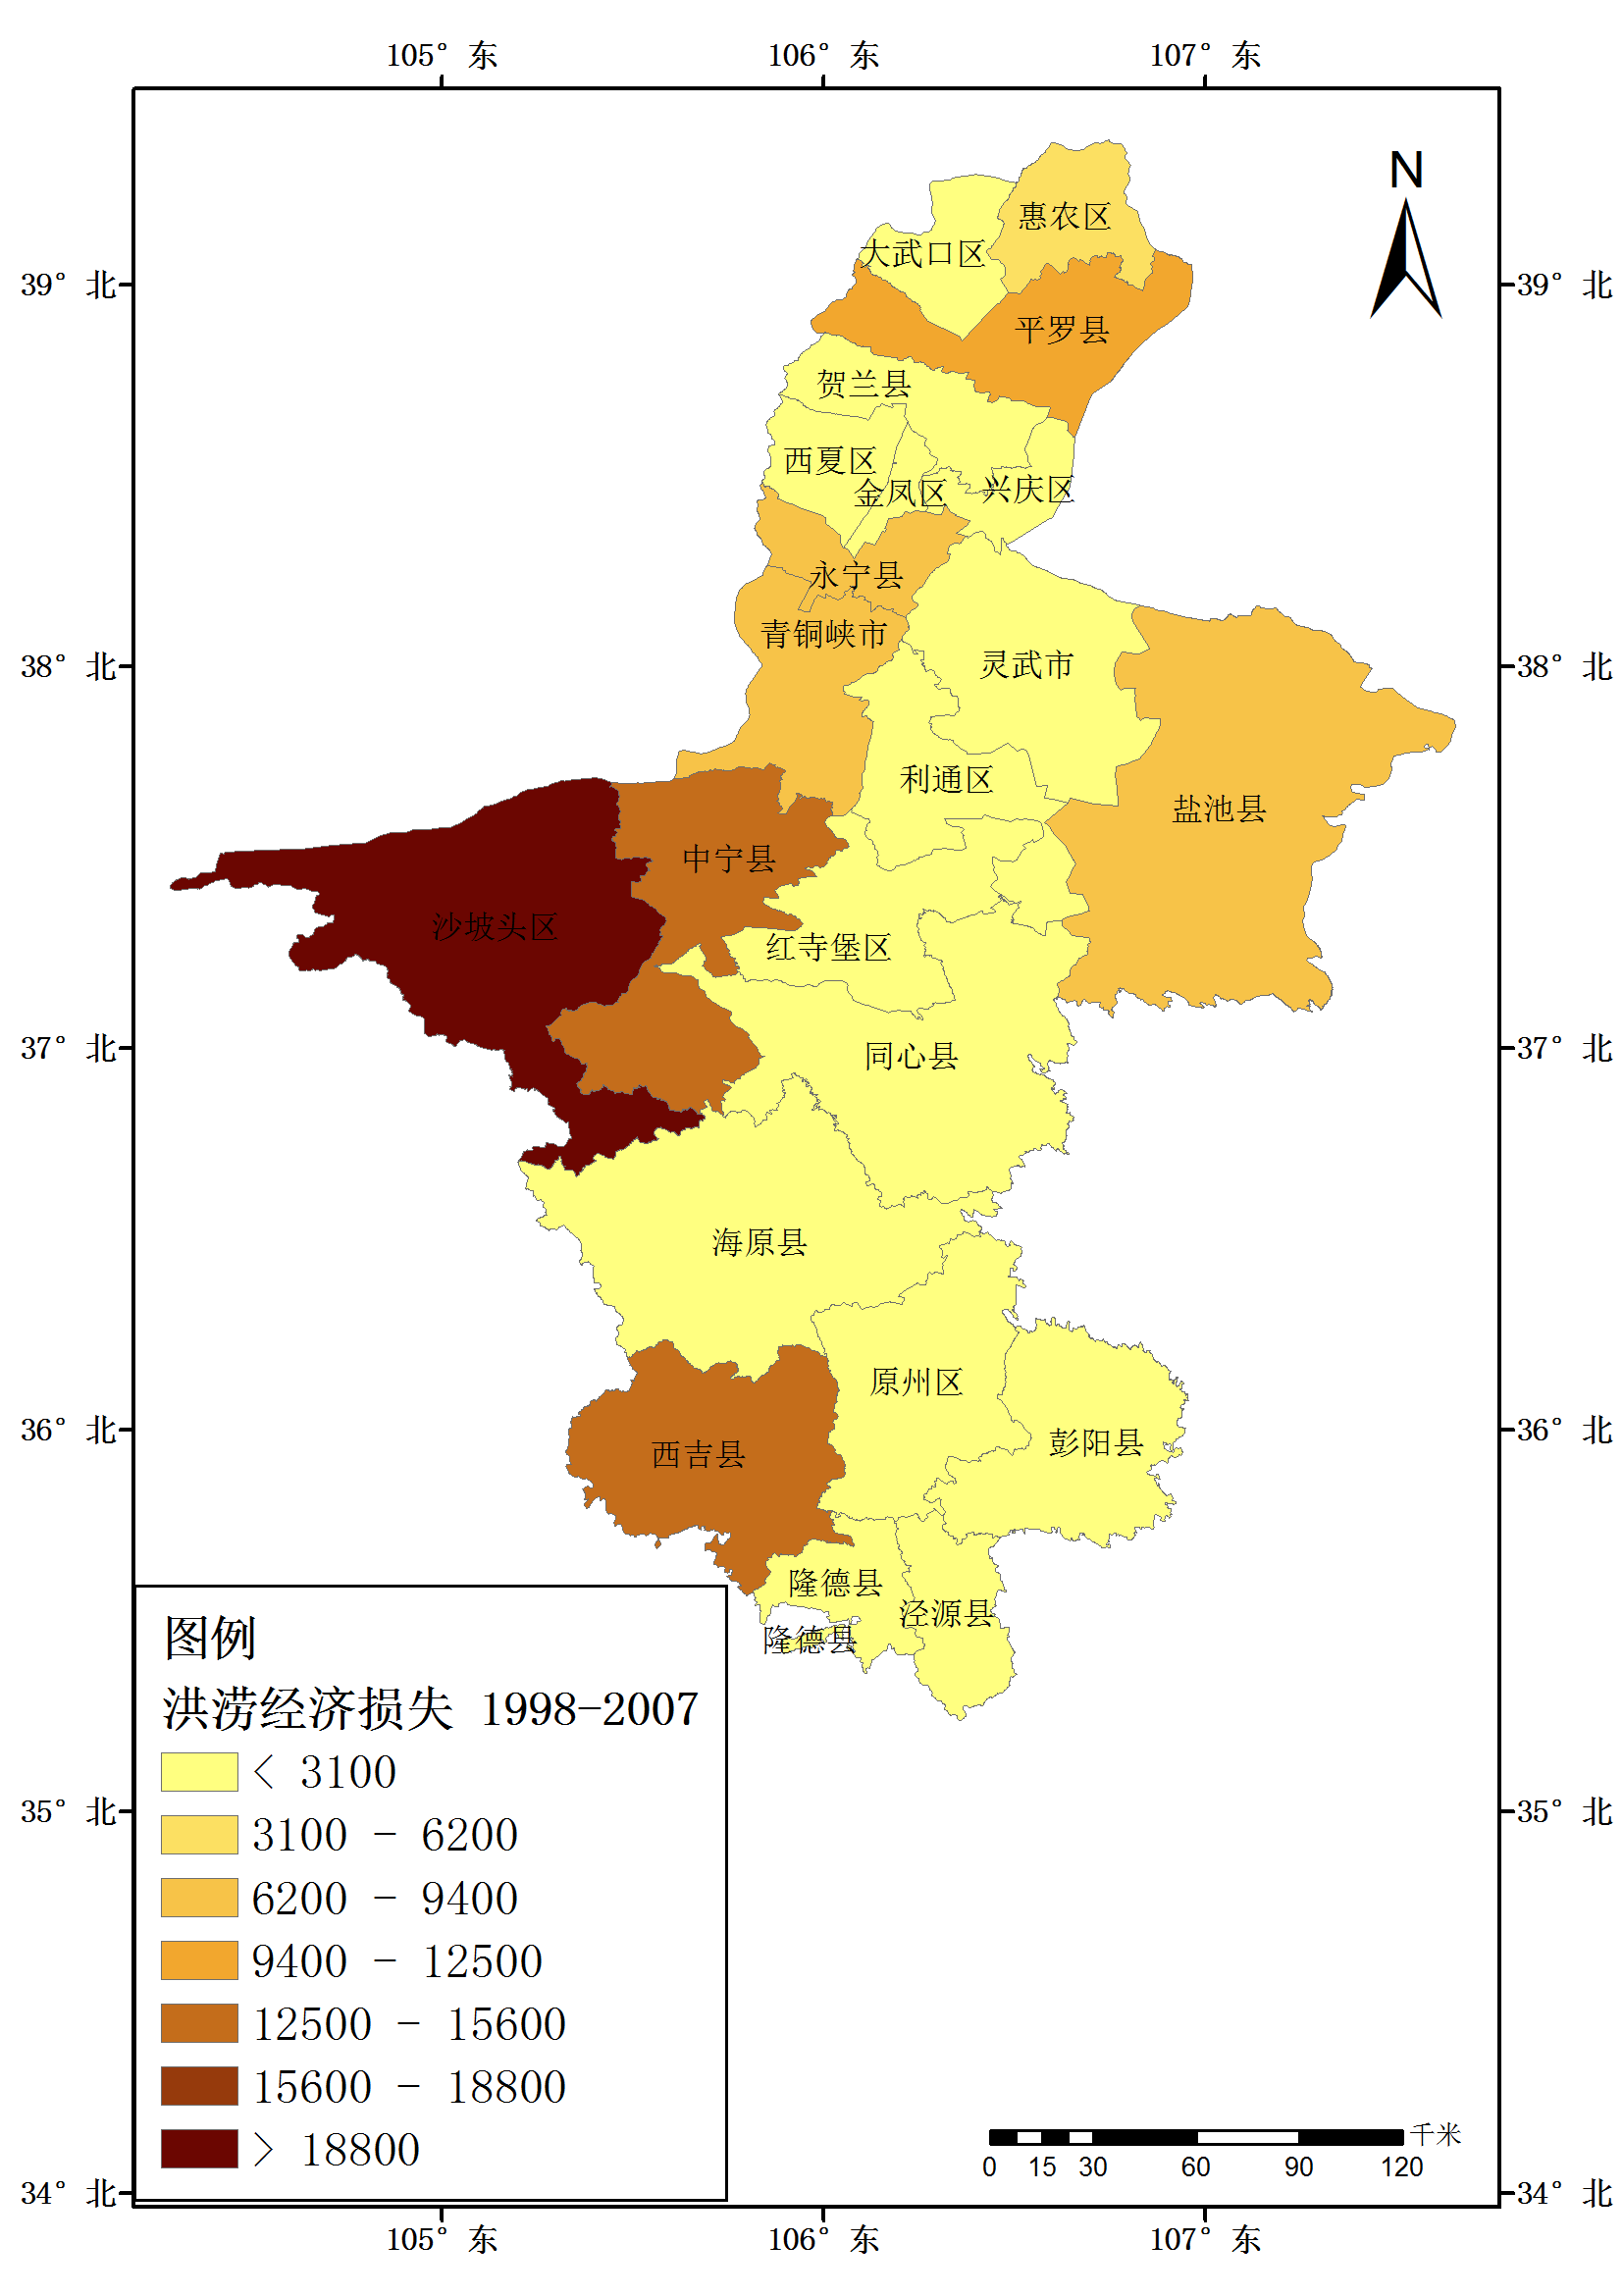 105° 东 106° 东 107° 东
N
惠农区
大武口区
39° 北 39° 北
平罗县
贺兰县
西夏区
金凤区 兴庆区
永宁县
青铜峡市
38° 北 灵武市 38° 北
利通区
盐池县
中宁县
沙坡头区
红寺堡区
37° 北 同心县 37° 北
海原县
原州区
36° 北 彭阳县 36° 北
西吉县
隆德县
泾源县
隆德县
图例
洪涝经济损失 1998-2007
< 3100
35° 北 35° 北
3100 - 6200
6200 - 9400
9400 - 12500
12500 - 15600
15600 - 18800
> 18800
千米
0 15 30 60 90 120
34° 北 34° 北
105° 东 106° 东 107° 东